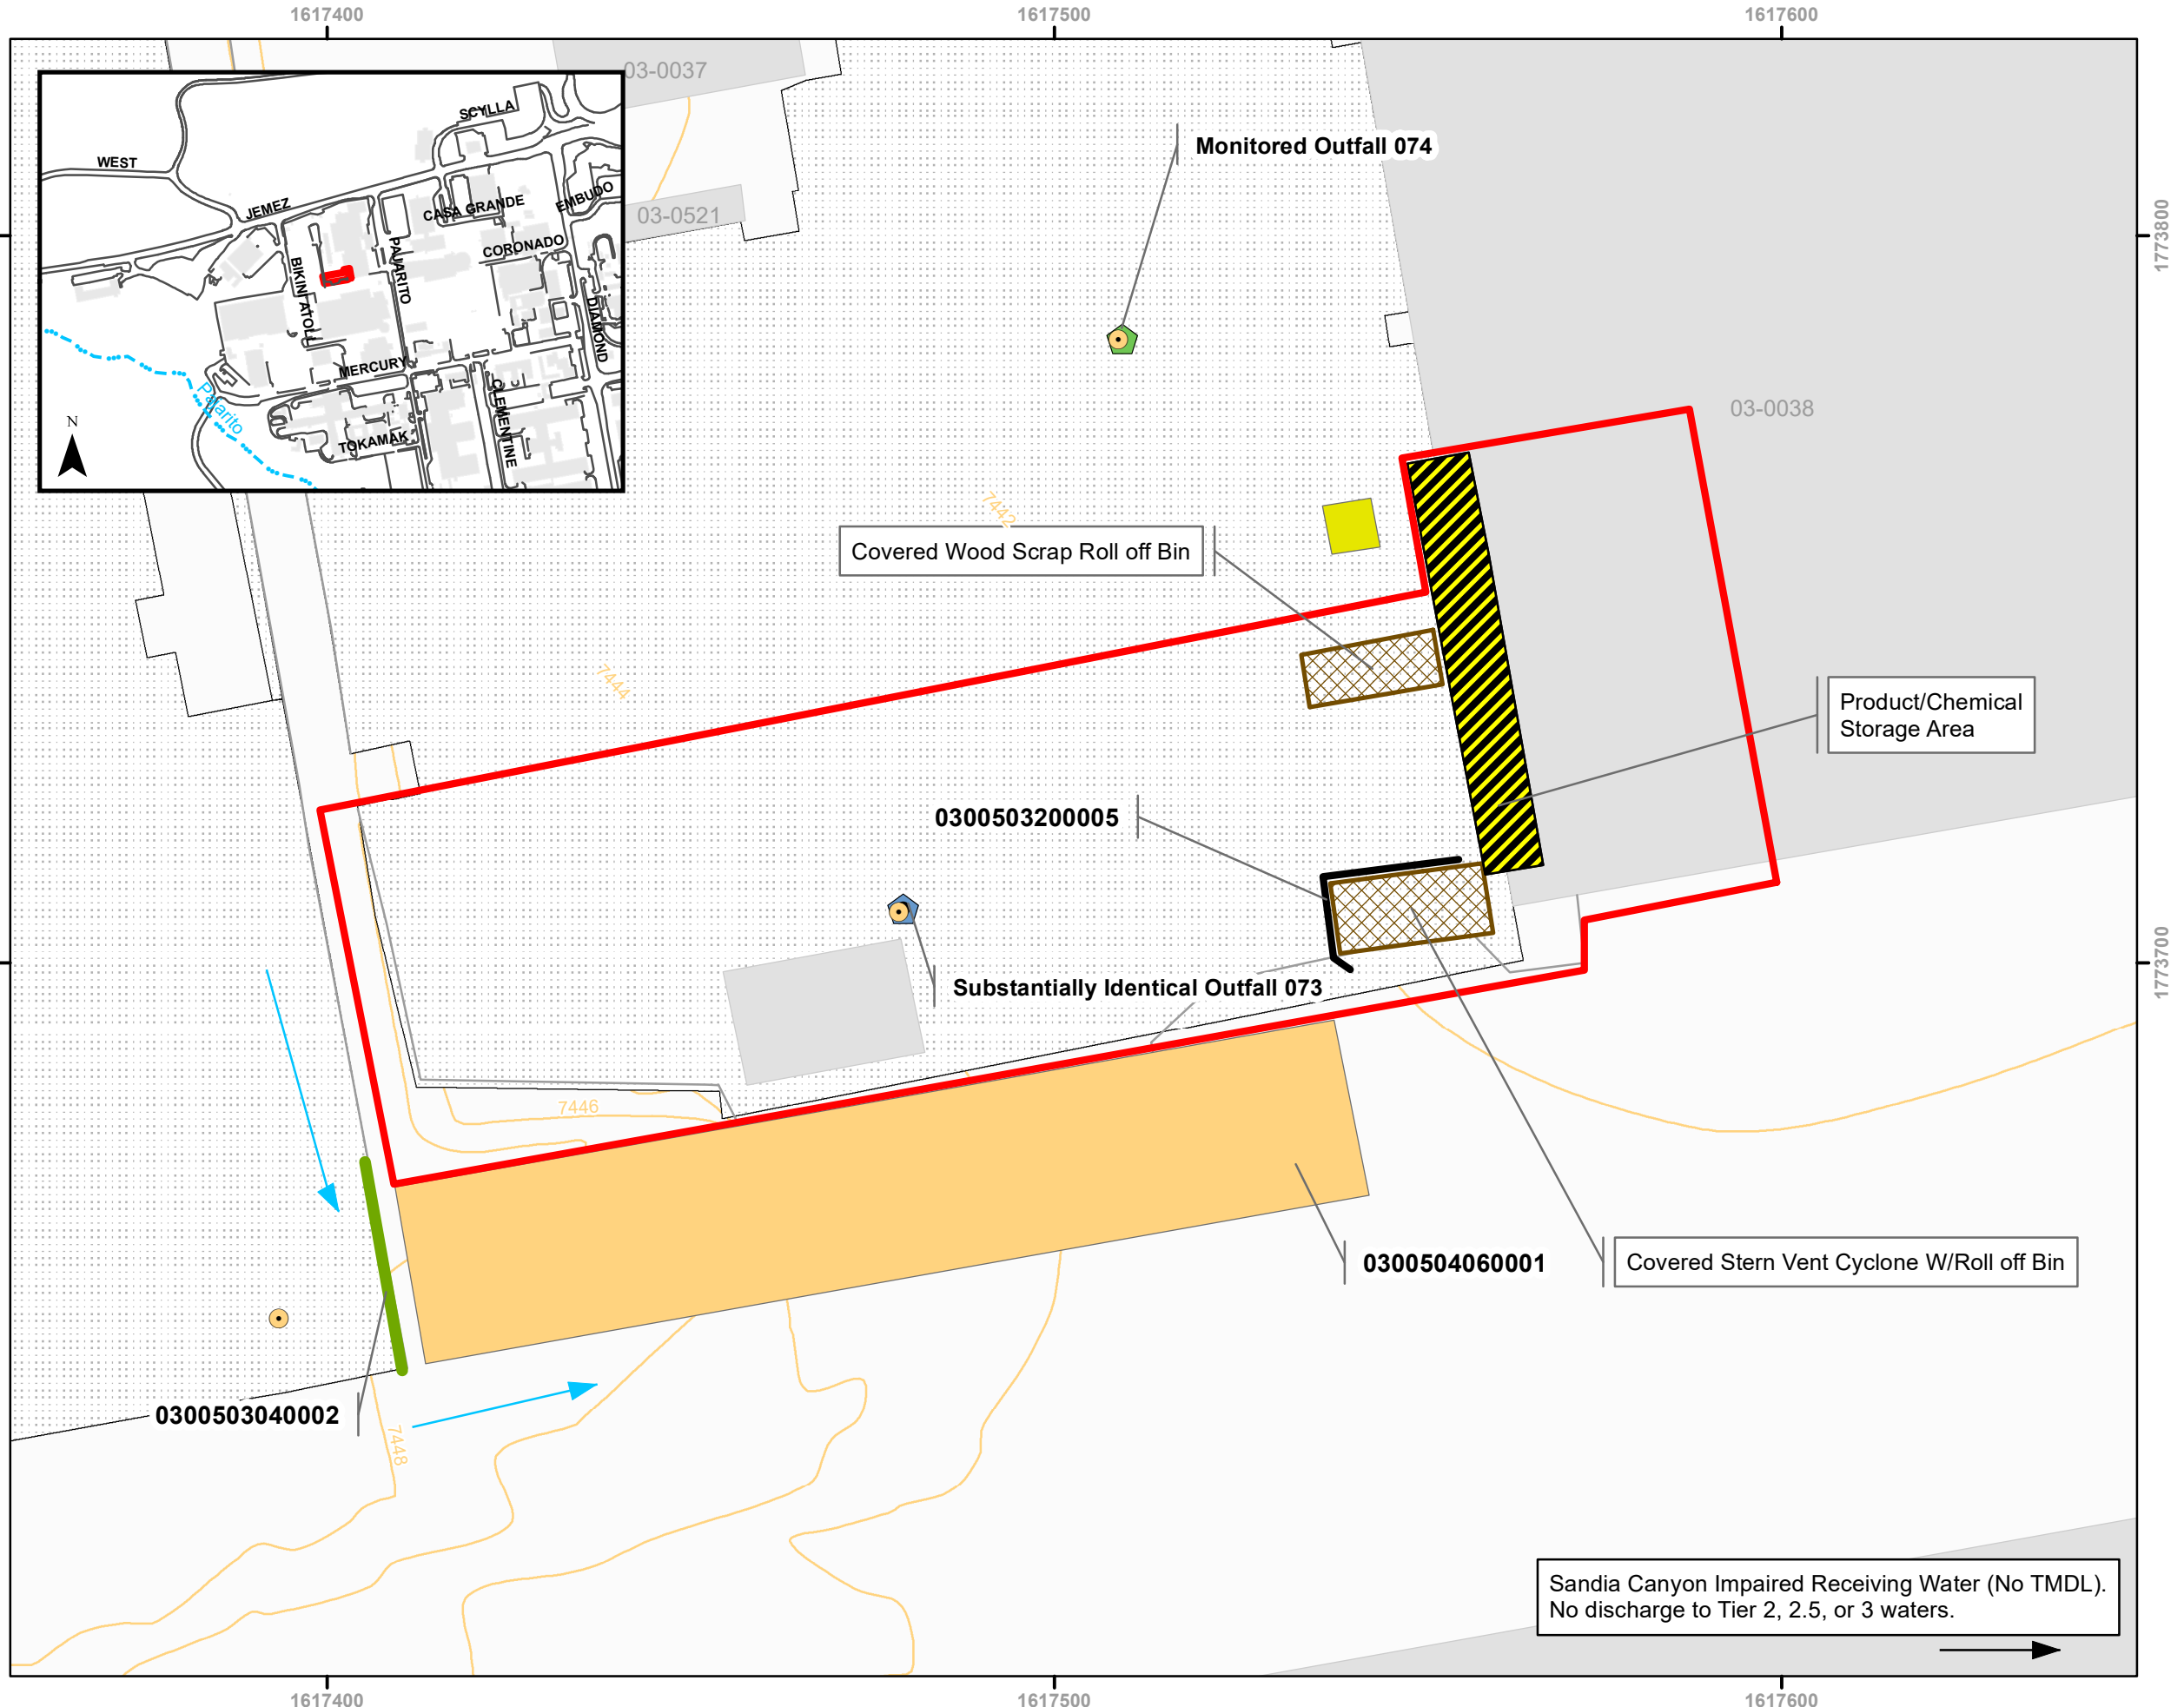 1617400
1617500
1617600
03-0037
SCYLLA
WEST
Monitored Outfall 074
JEMEZ
CASA GRANDE
EMBUDO
03-0521
1773800
CORONADO
PAJARITO
BIKINI ATOLL
DIAMOND
MERCURY
Pajarito
CLEMENTINE
TOKAMAK
N
03-0038
7442
Covered Wood Scrap Roll off Bin
7444
Product/Chemical
Storage Area
0300503200005
1773700
Substantially Identical Outfall 073
7446
0300504060001
Covered Stern Vent Cyclone W/Roll off Bin
0300503040002
7448
Sandia Canyon Impaired Receiving Water (No TMDL).
No discharge to Tier 2, 2.5, or 3 waters.
1617400
1617500
1617600